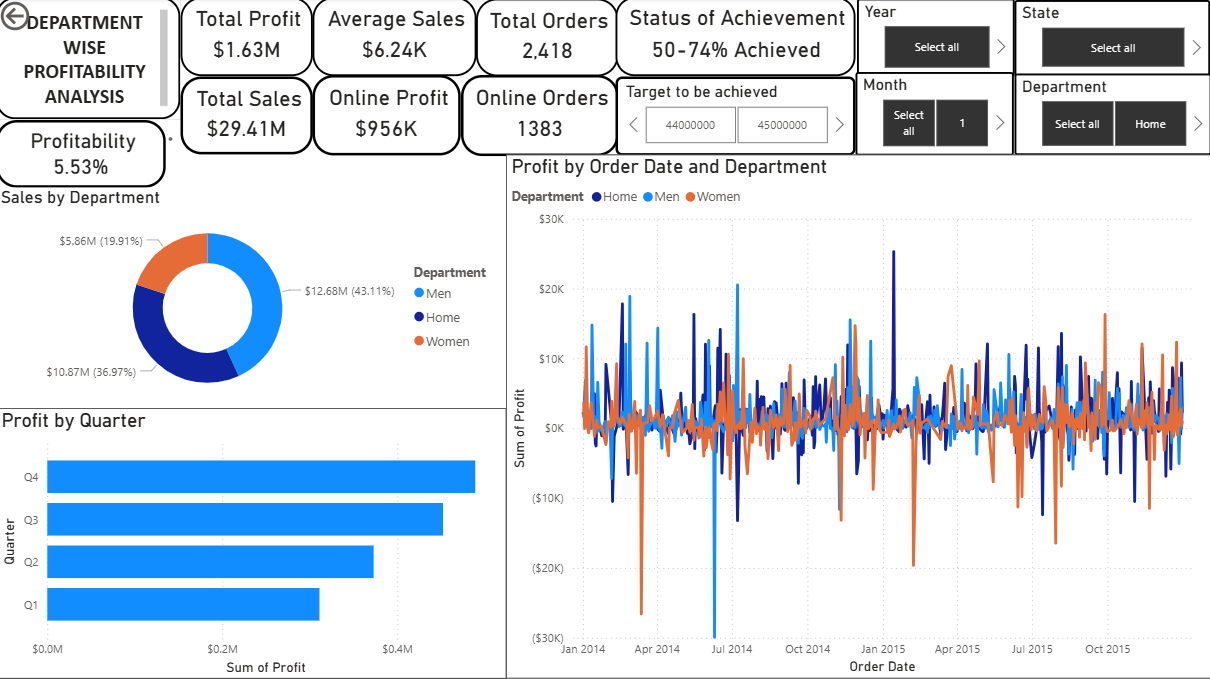 DEPARTMENT
WISE
PROFITABILITY
ANALYSIS
Total Profit
$1.63M
Average Sales
$6.24K
Total Orders
2,418
Status of Achievement
50-74% Achieved
Year
Select all
State
Select all
Total Sales
$29.41M
Online Profit
$956K
Online Orders
1383
Target to be achieved
44000000
45000000
Month
Select
all
1
Department
Select all
Home
Profitability
5.53%
Sales by Department
$5.86M (19.91%)
$12.68M (43.11%)
$10.87M (36.97%)
Department
Men
Home
Women
Profit by Quarter
Quarter
Q4
Q3
Q2
Q1
$0.0M
$0.2M
$0.4M
Sum of Profit
Profit by Order Date and Department
Department Home Men Women
Sum of Profit
$30K
$20K
$10K
$0K
($10K)
($20K)
($30K)
Jan 2014
Apr 2014
Jul 2014
Oct 2014
Jan 2015
Apr 2015
Jul 2015
Oct 2015
Order Date